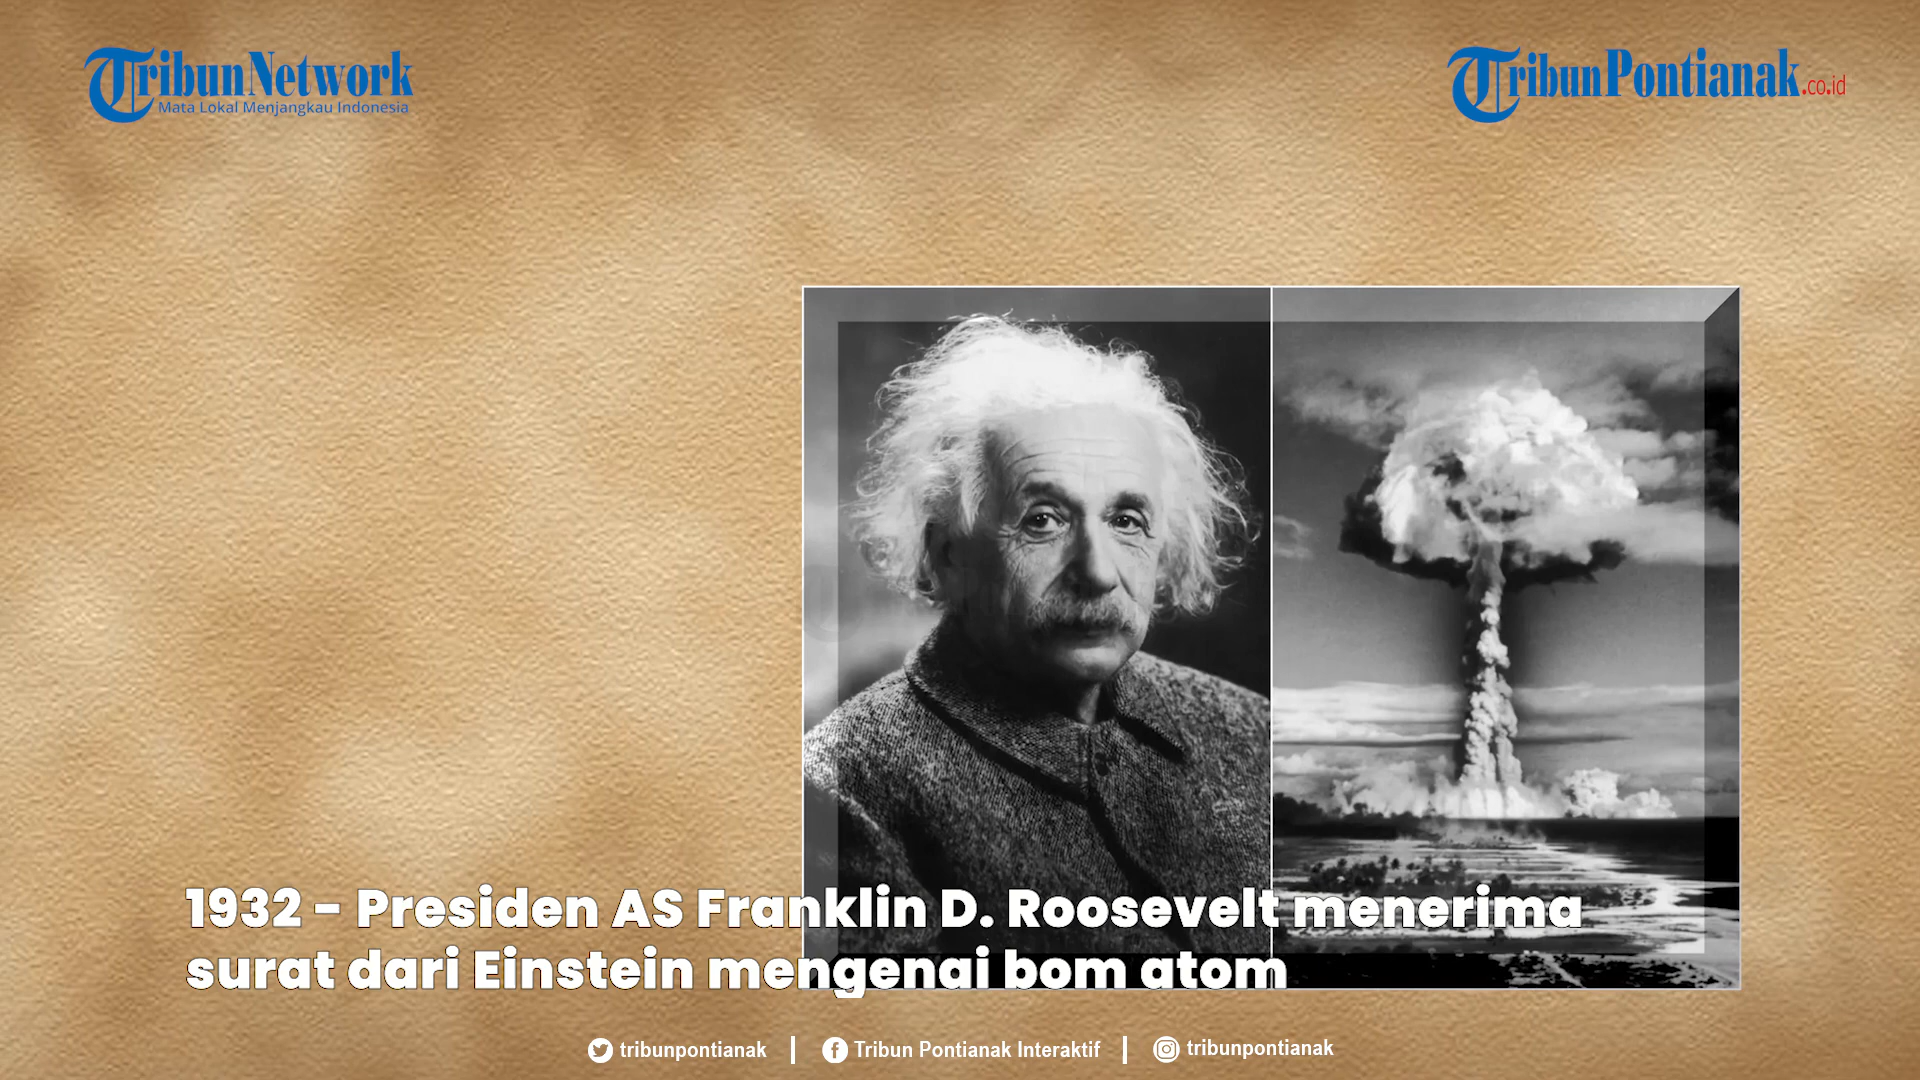 TribunNetwork
Mata Lokal Menjangkau Indonesia
TribunPontianak.co.id
1932 - Presiden AS Franklin D. Roosevelt menerima
surat dari Einstein mengenai bom atom
tribunpontianak | Tribun Pontianak Interaktif | tribunpontianak